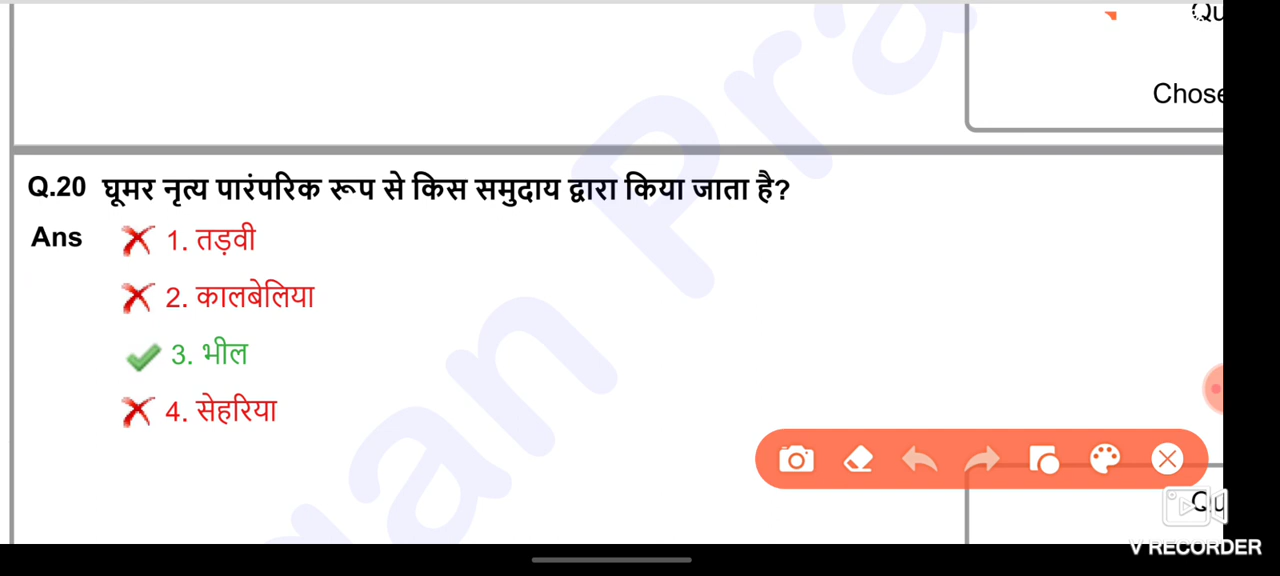 Chose
Q.20 घूमर नृत्य पारंपरिक रूप से किस समुदाय द्वारा किया जाता है?
Ans 1. तड़वी
2. कालबेलिया
3. भील
4. सेहरिया
V RECORDER